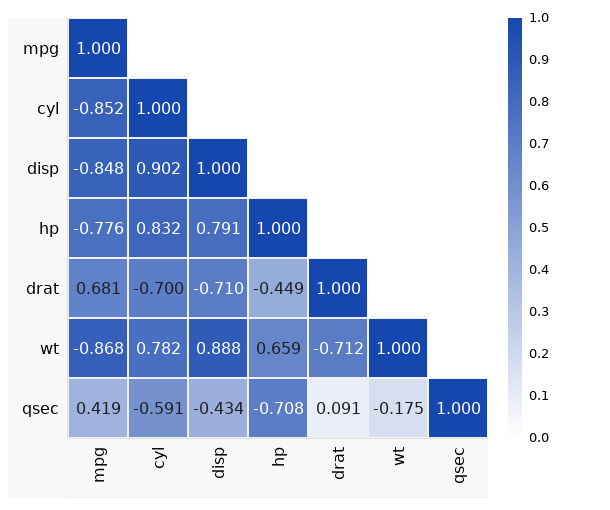 mpg 1.000
cyl -0.852 1.000
disp -0.848 0.902 1.000
hp -0.776 0.832 0.791 1.000
drat 0.681 -0.700 -0.710 -0.449 1.000
wt -0.868 0.782 0.888 0.659 -0.712 1.000
qsec 0.419 -0.591 -0.434 -0.708 0.091 -0.175 1.000
mpg cyl disp hp drat wt qsec
1.0
0.9
0.8
0.7
0.6
0.5
0.4
0.3
0.2
0.1
0.0